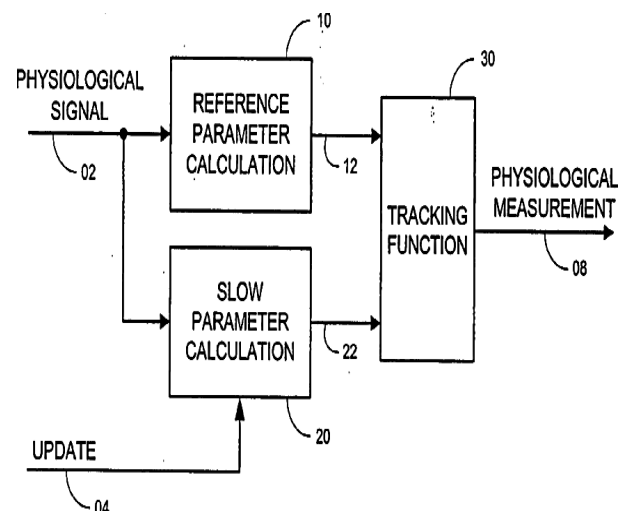 10
PHYSIOLOGICAL
SIGNAL
02
REFERENCE
PARAMETER
CALCULATION
12
30
TRACKING
FUNCTION
PHYSIOLOGICAL
MEASUREMENT
08
SLOW
PARAMETER
CALCULATION
22
20
UPDATE
04